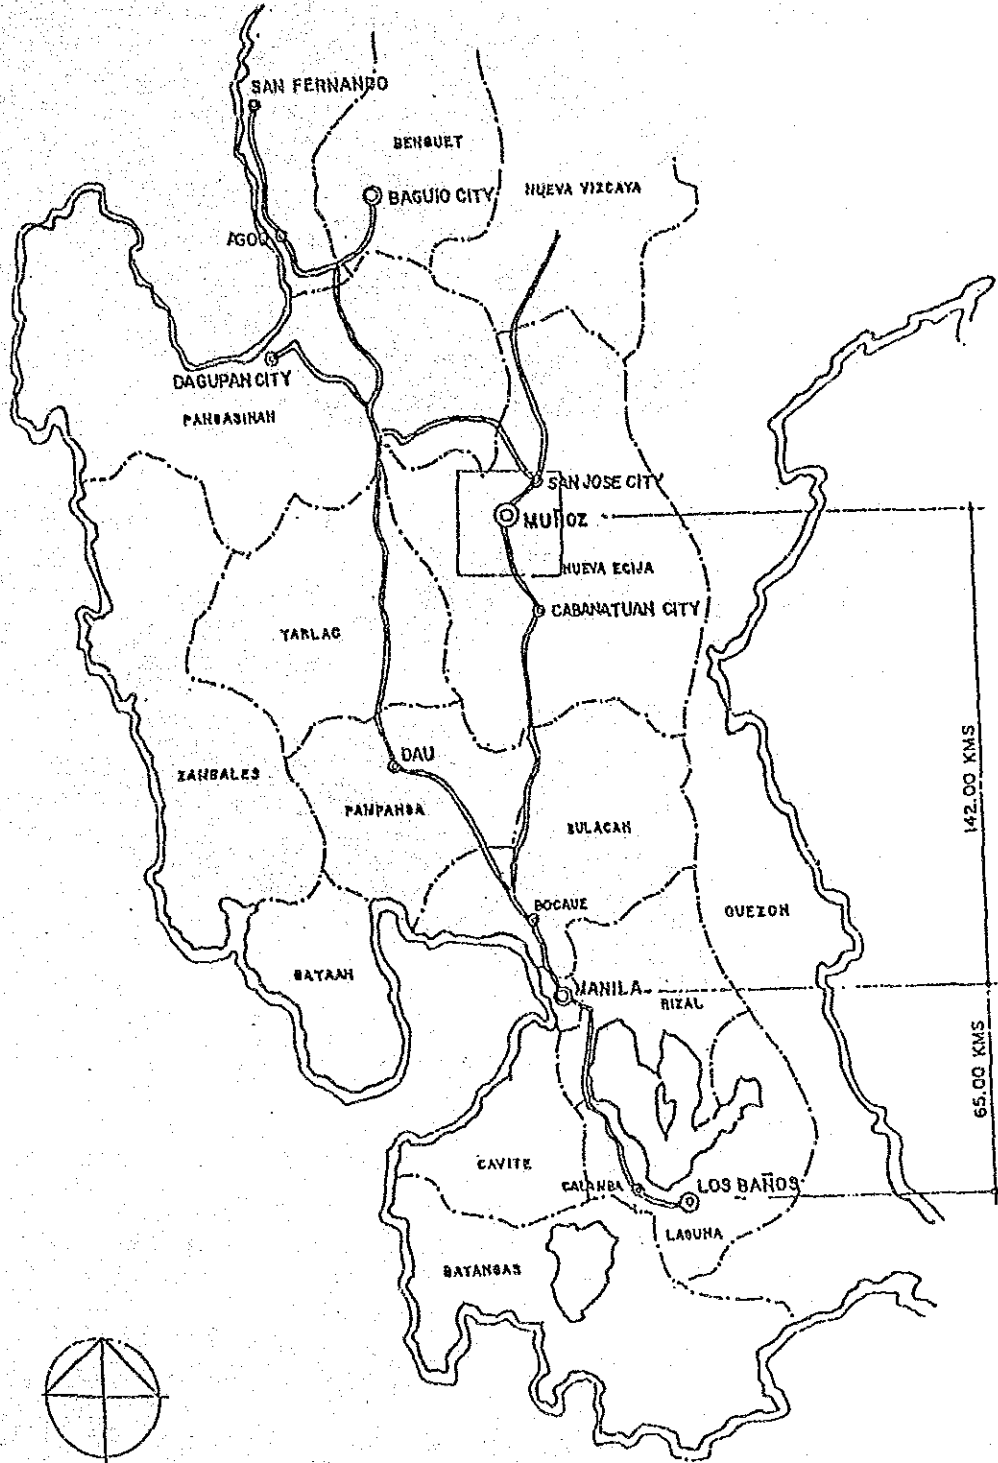 SAN FERNANDO
BENGUET
BAGUIO CITY
NUEVA VIZCAYA
AGOO
DAGUPAN CITY
PANGASINAN
SAN JOSE CITY
MUÑOZ
NUEVA ECIJA
CABANATUAN CITY
TARLAC
142.00 KMS
DAU
ZAMBALES
PAMPANGA
BULACAN
BOCAUE
QUEZON
BATAAN
MANILA
RIZAL
65.00 KMS
CAVITE
CALAMBA
LOS BAÑOS
LAGUNA
BATANGAS